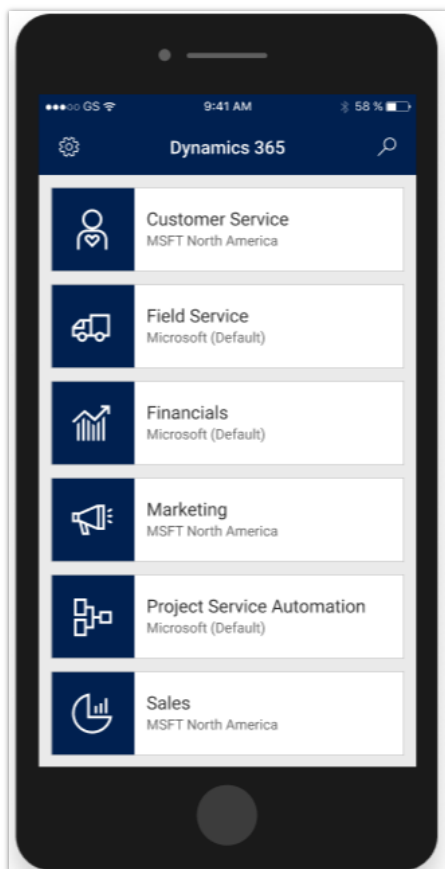 GS 9:41 AM 58 %
Dynamics 365
Customer Service
MSFT North America
Field Service
Microsoft (Default)
Financials
Microsoft (Default)
Marketing
MSFT North America
Project Service Automation
Microsoft (Default)
Sales
MSFT North America